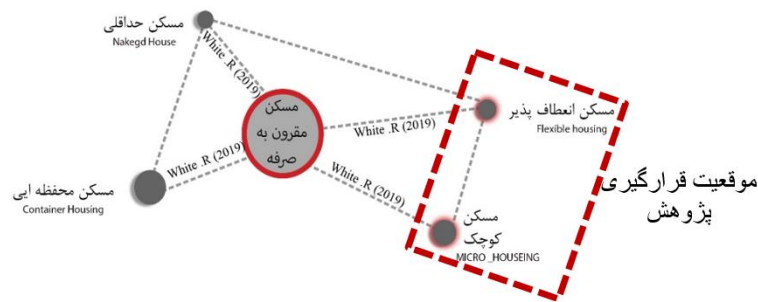 مسکن حداقلی
Nakegd House
White .R (2019)
مسکن
مقرون به
صرفه
White .R (2019)
مسکن انعطاف پذیر
Flexible housing
White .R (2019)
مسکن محفظه ایی
Container Housing
White .R (2019)
مسکن
کوچک
MICRO_HOUSEING
موقعیت قرارگیری
پژوهش